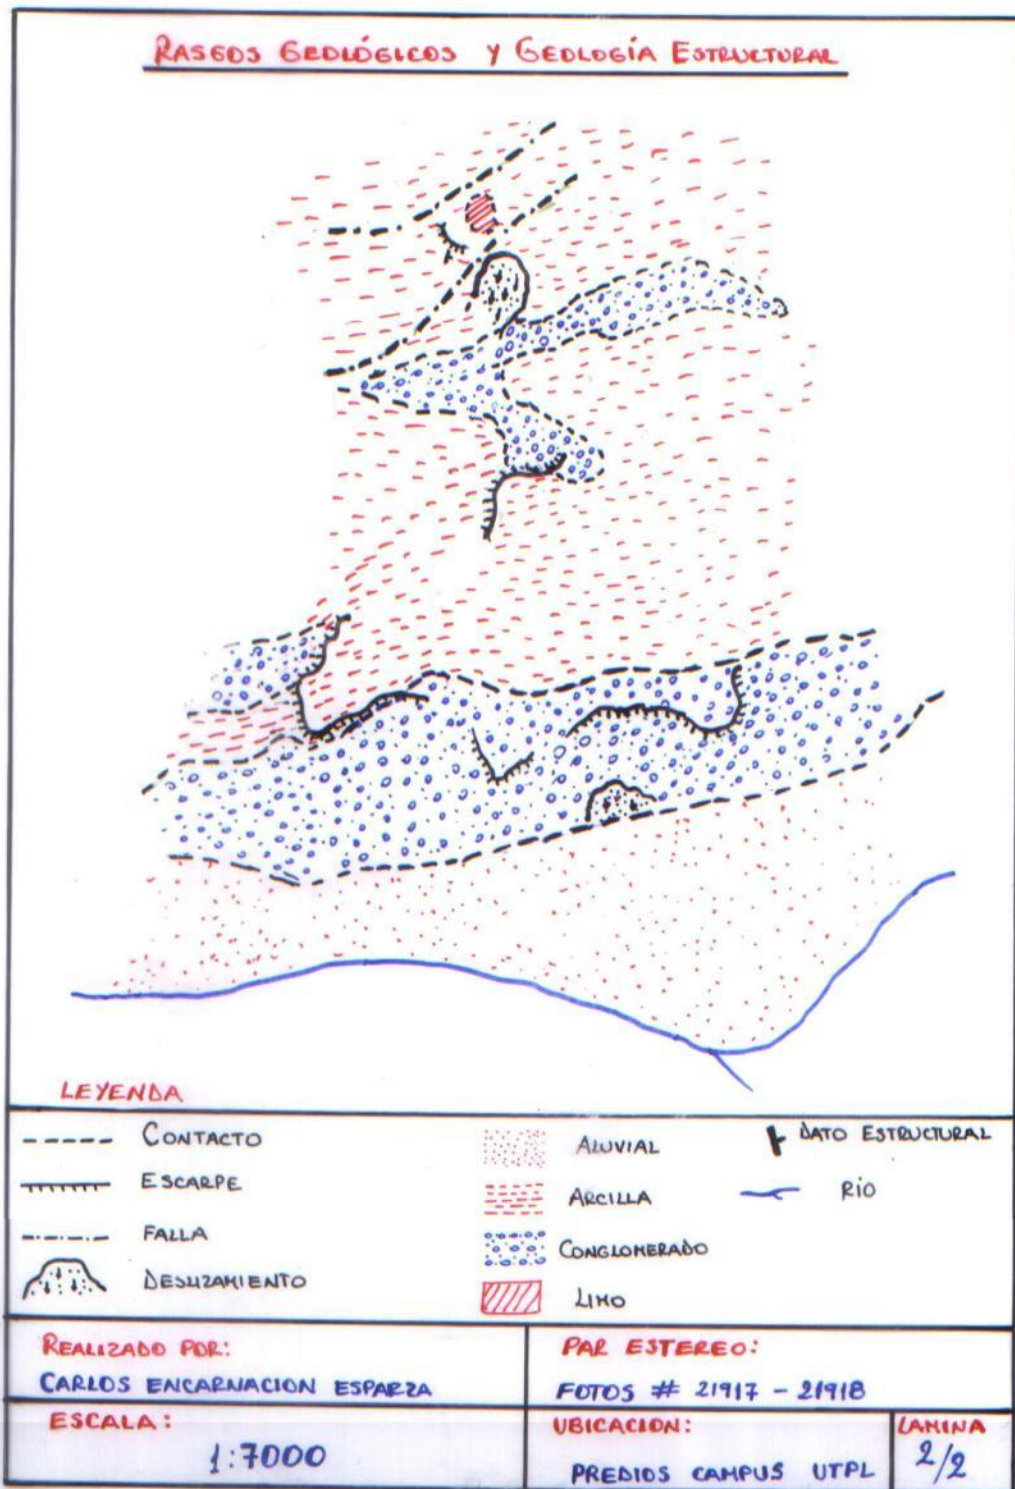 RASGOS GEOLÓGICOS Y GEOLOGÍA ESTRUCTURAL
LEYENDA
CONTACTO
ESCARPE
FALLA
DESLIZAMIENTO
ALUVIAL
ARCILLA
CONGLOMERADO
LIMO
DATO ESTRUCTURAL
RÍO
REALIZADO POR:
CARLOS ENCARNACION ESPARZA
PAR ESTEREO:
FOTOS # 21917 - 21918
ESCALA:
1:7000
UBICACION:
PREDIOS CAMPUS UTPL
LAMINA
2/2